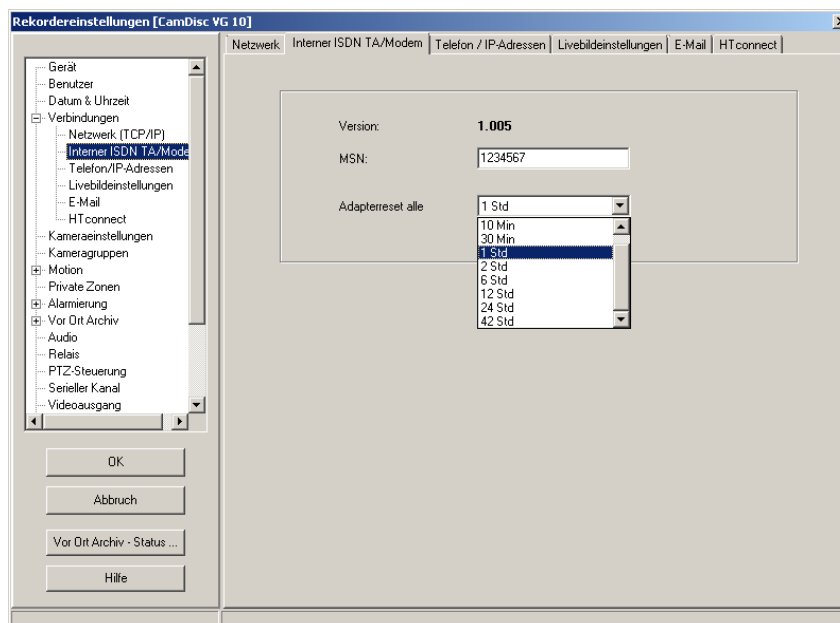 Rekordereinstellungen [CamDisc VG 10]
Netzwerk
Interner ISDN TA/Modem
Telefon / IP-Adressen
Livebildeinstellungen
E-Mail
HTconnect
Gerät
Benutzer
Datum & Uhrzeit
Verbindungen
Netzwerk (TCP/IP)
Interner ISDN TA/Mode
Telefon/IP-Adressen
Livebildeinstellungen
E-Mail
HTconnect
Kameraeinstellungen
Kameragruppen
Motion
Private Zonen
Alarmierung
Vor Ort Archiv
Audio
Relais
PTZ-Steuerung
Serieller Kanal
Videoausgang
OK
Abbruch
Vor Ort Archiv - Status ...
Hilfe
Version: 1.005
MSN: 1234567
Adapterreset alle 1 Std
10 Min
30 Min
1 Std
2 Std
6 Std
12 Std
24 Std
42 Std